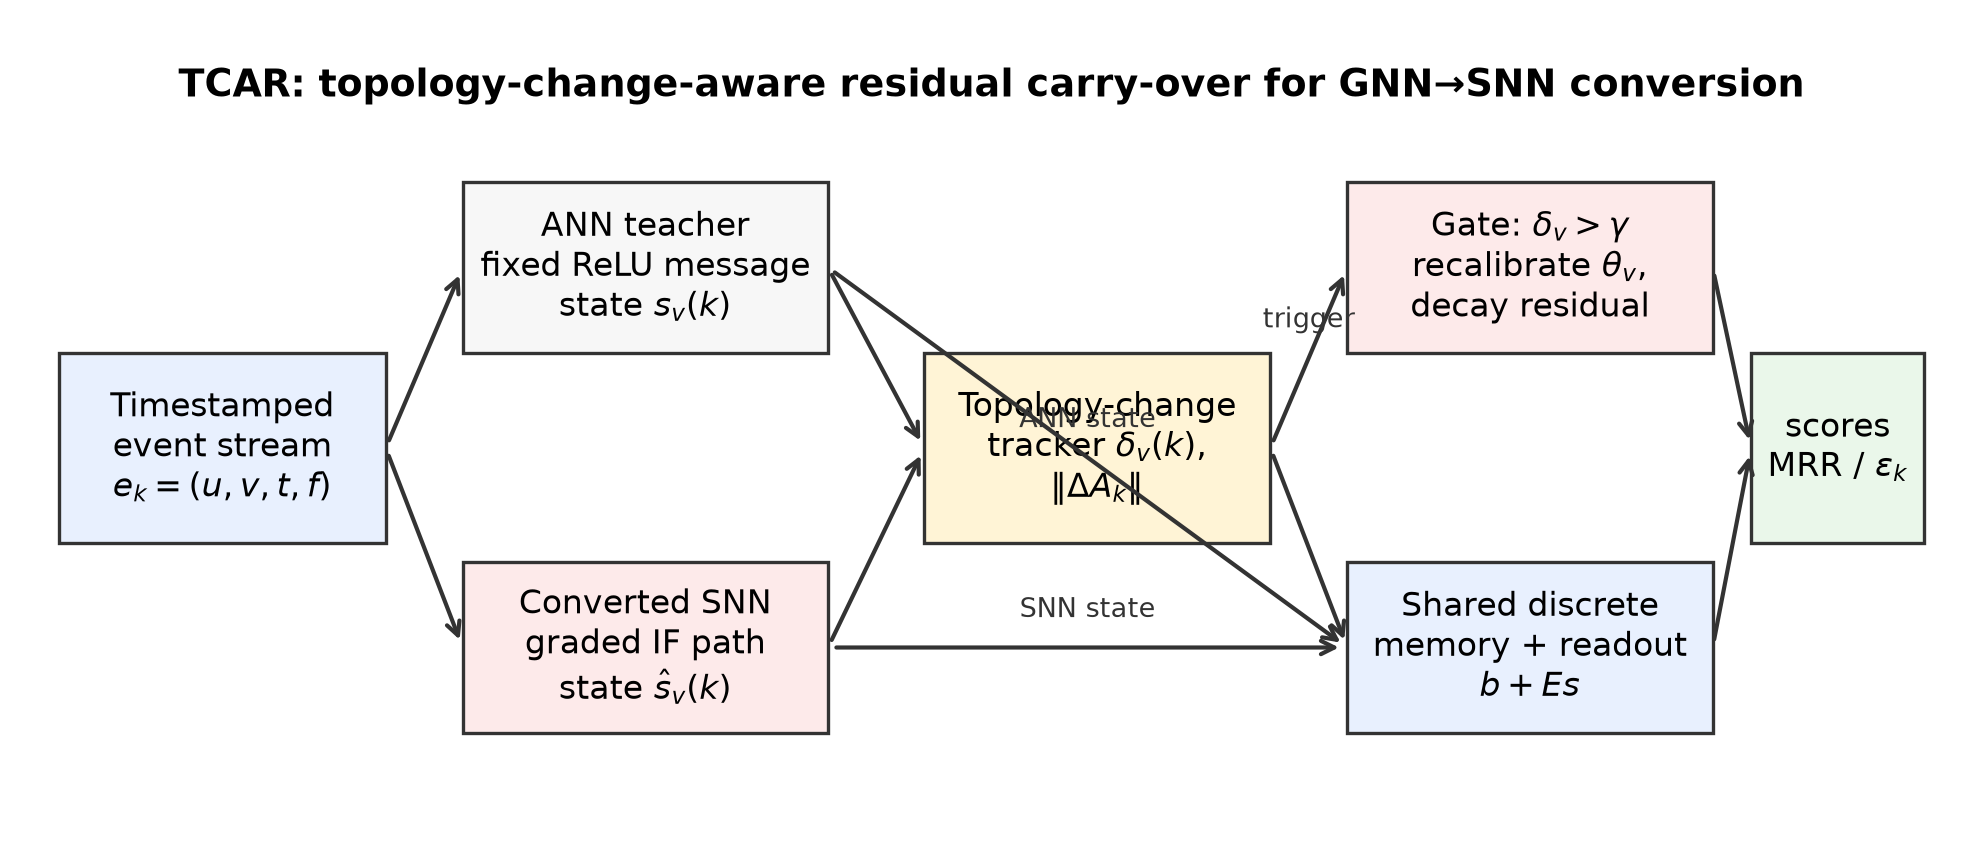 TCAR: topology-change-aware residual carry-over for GNN→SNN conversion
Timestamped
event stream
e_k = (u, v, t, f)
ANN teacher
fixed ReLU message
state s_v(k)
Converted SNN
graded IF path
state ŝ_v(k)
Topology-change
tracker δ_v(k),
‖ΔA_k‖
ANN state
SNN state
trigger
Gate: δ_v > γ
recalibrate θ_v,
decay residual
Shared discrete
memory + readout
b + Es
scores
MRR / ε_k